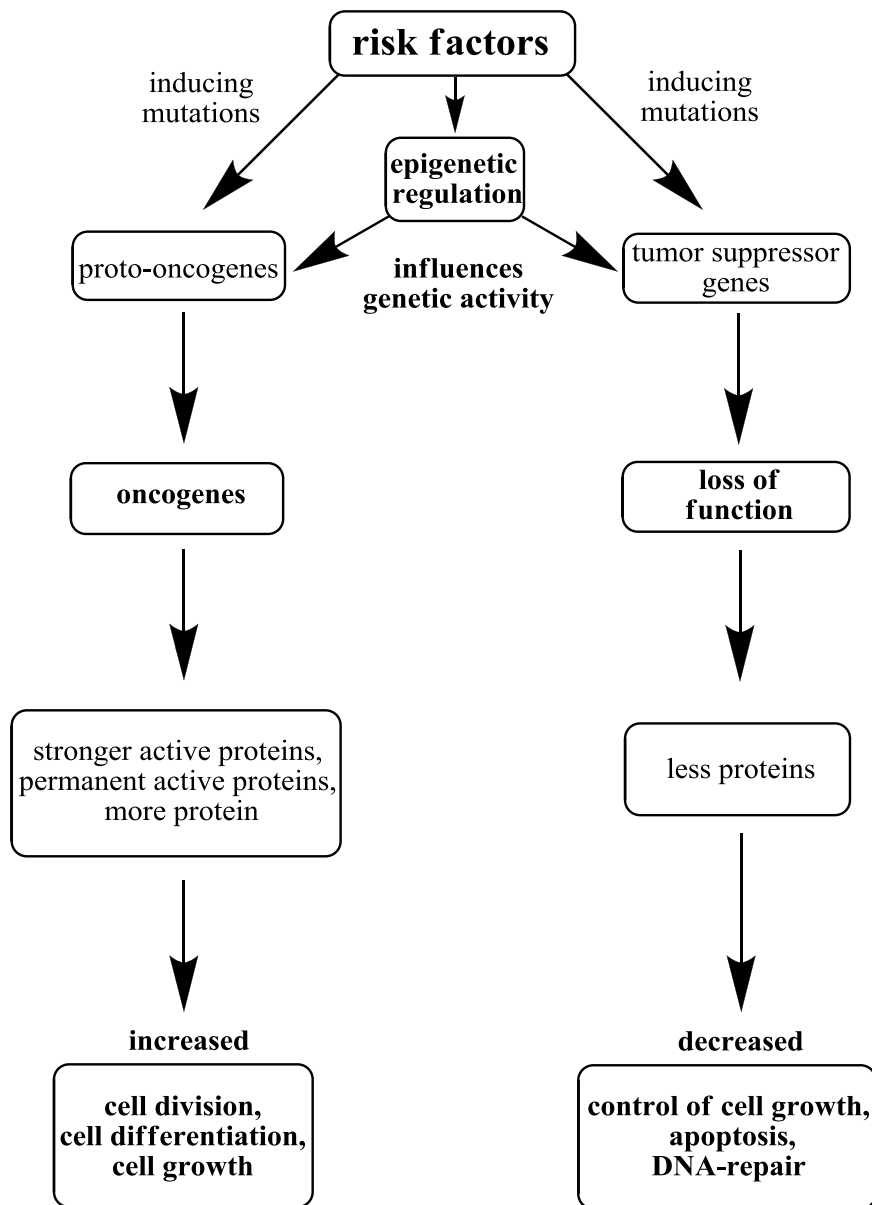 risk factors
inducing
mutations
inducing
mutations
epigenetic
regulation
proto-oncogenes
influences
genetic activity
tumor suppressor
genes
oncogenes
loss of
function
stronger active proteins,
permanent active proteins,
more protein
less proteins
increased
decreased
cell division,
cell differentiation,
cell growth
control of cell growth,
apoptosis,
DNA-repair